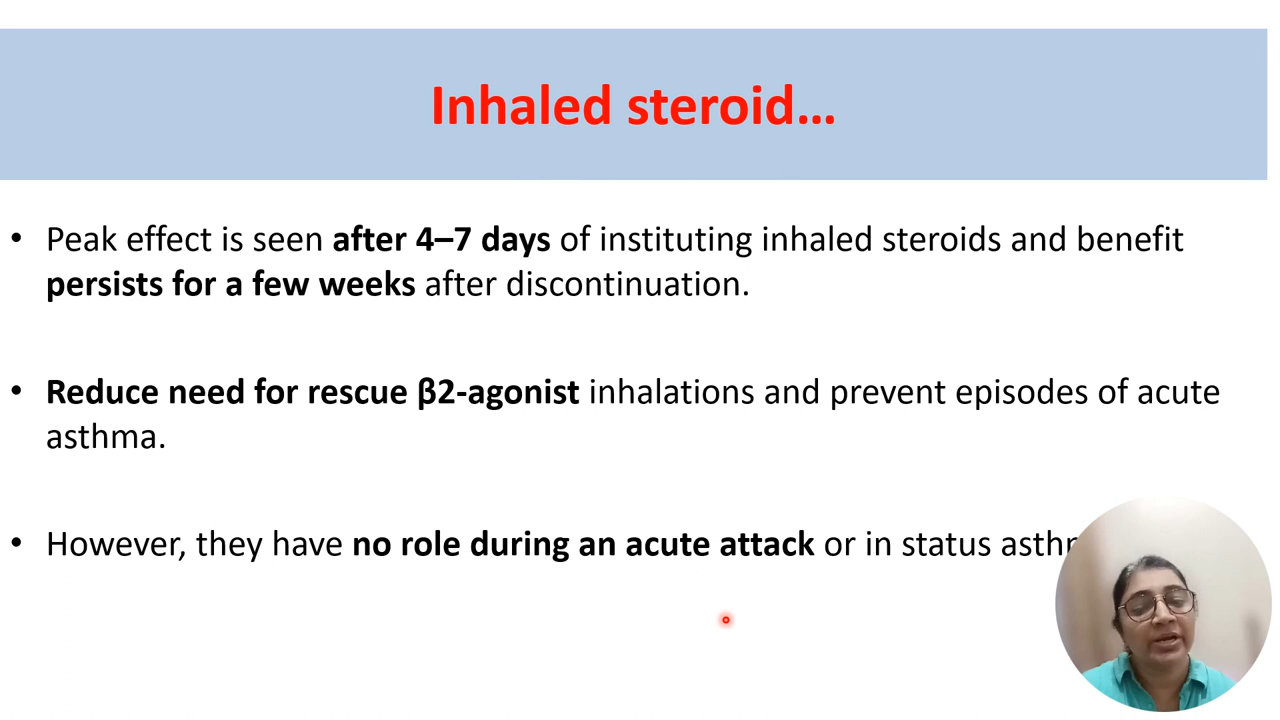 Inhaled steroid...
• Peak effect is seen after 4–7 days of instituting inhaled steroids and benefit
persists for a few weeks after discontinuation.
• Reduce need for rescue β2-agonist inhalations and prevent episodes of acute
asthma.
• However, they have no role during an acute attack or in status